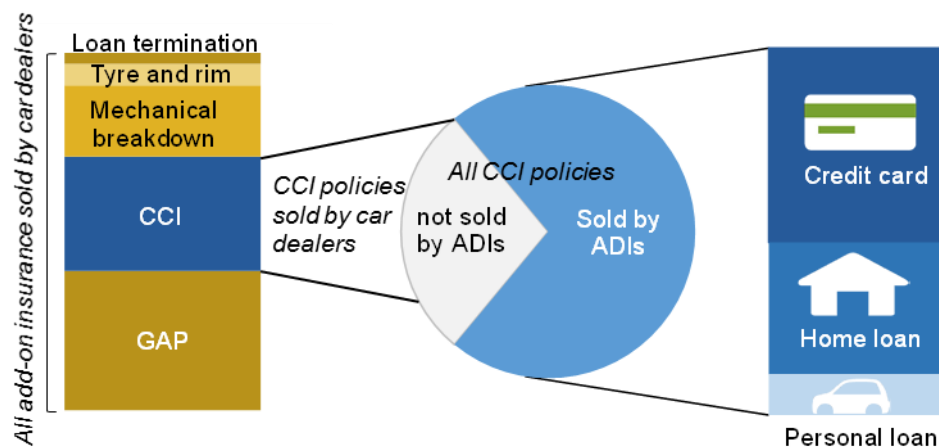 All add-on insurance sold by car dealers
Loan termination
Tyre and rim
Mechanical
breakdown
CCI
GAP
CCI policies
sold by car
dealers
All CCI policies
not sold
by ADIs
Sold by
ADIs
Credit card
Home loan
Personal loan